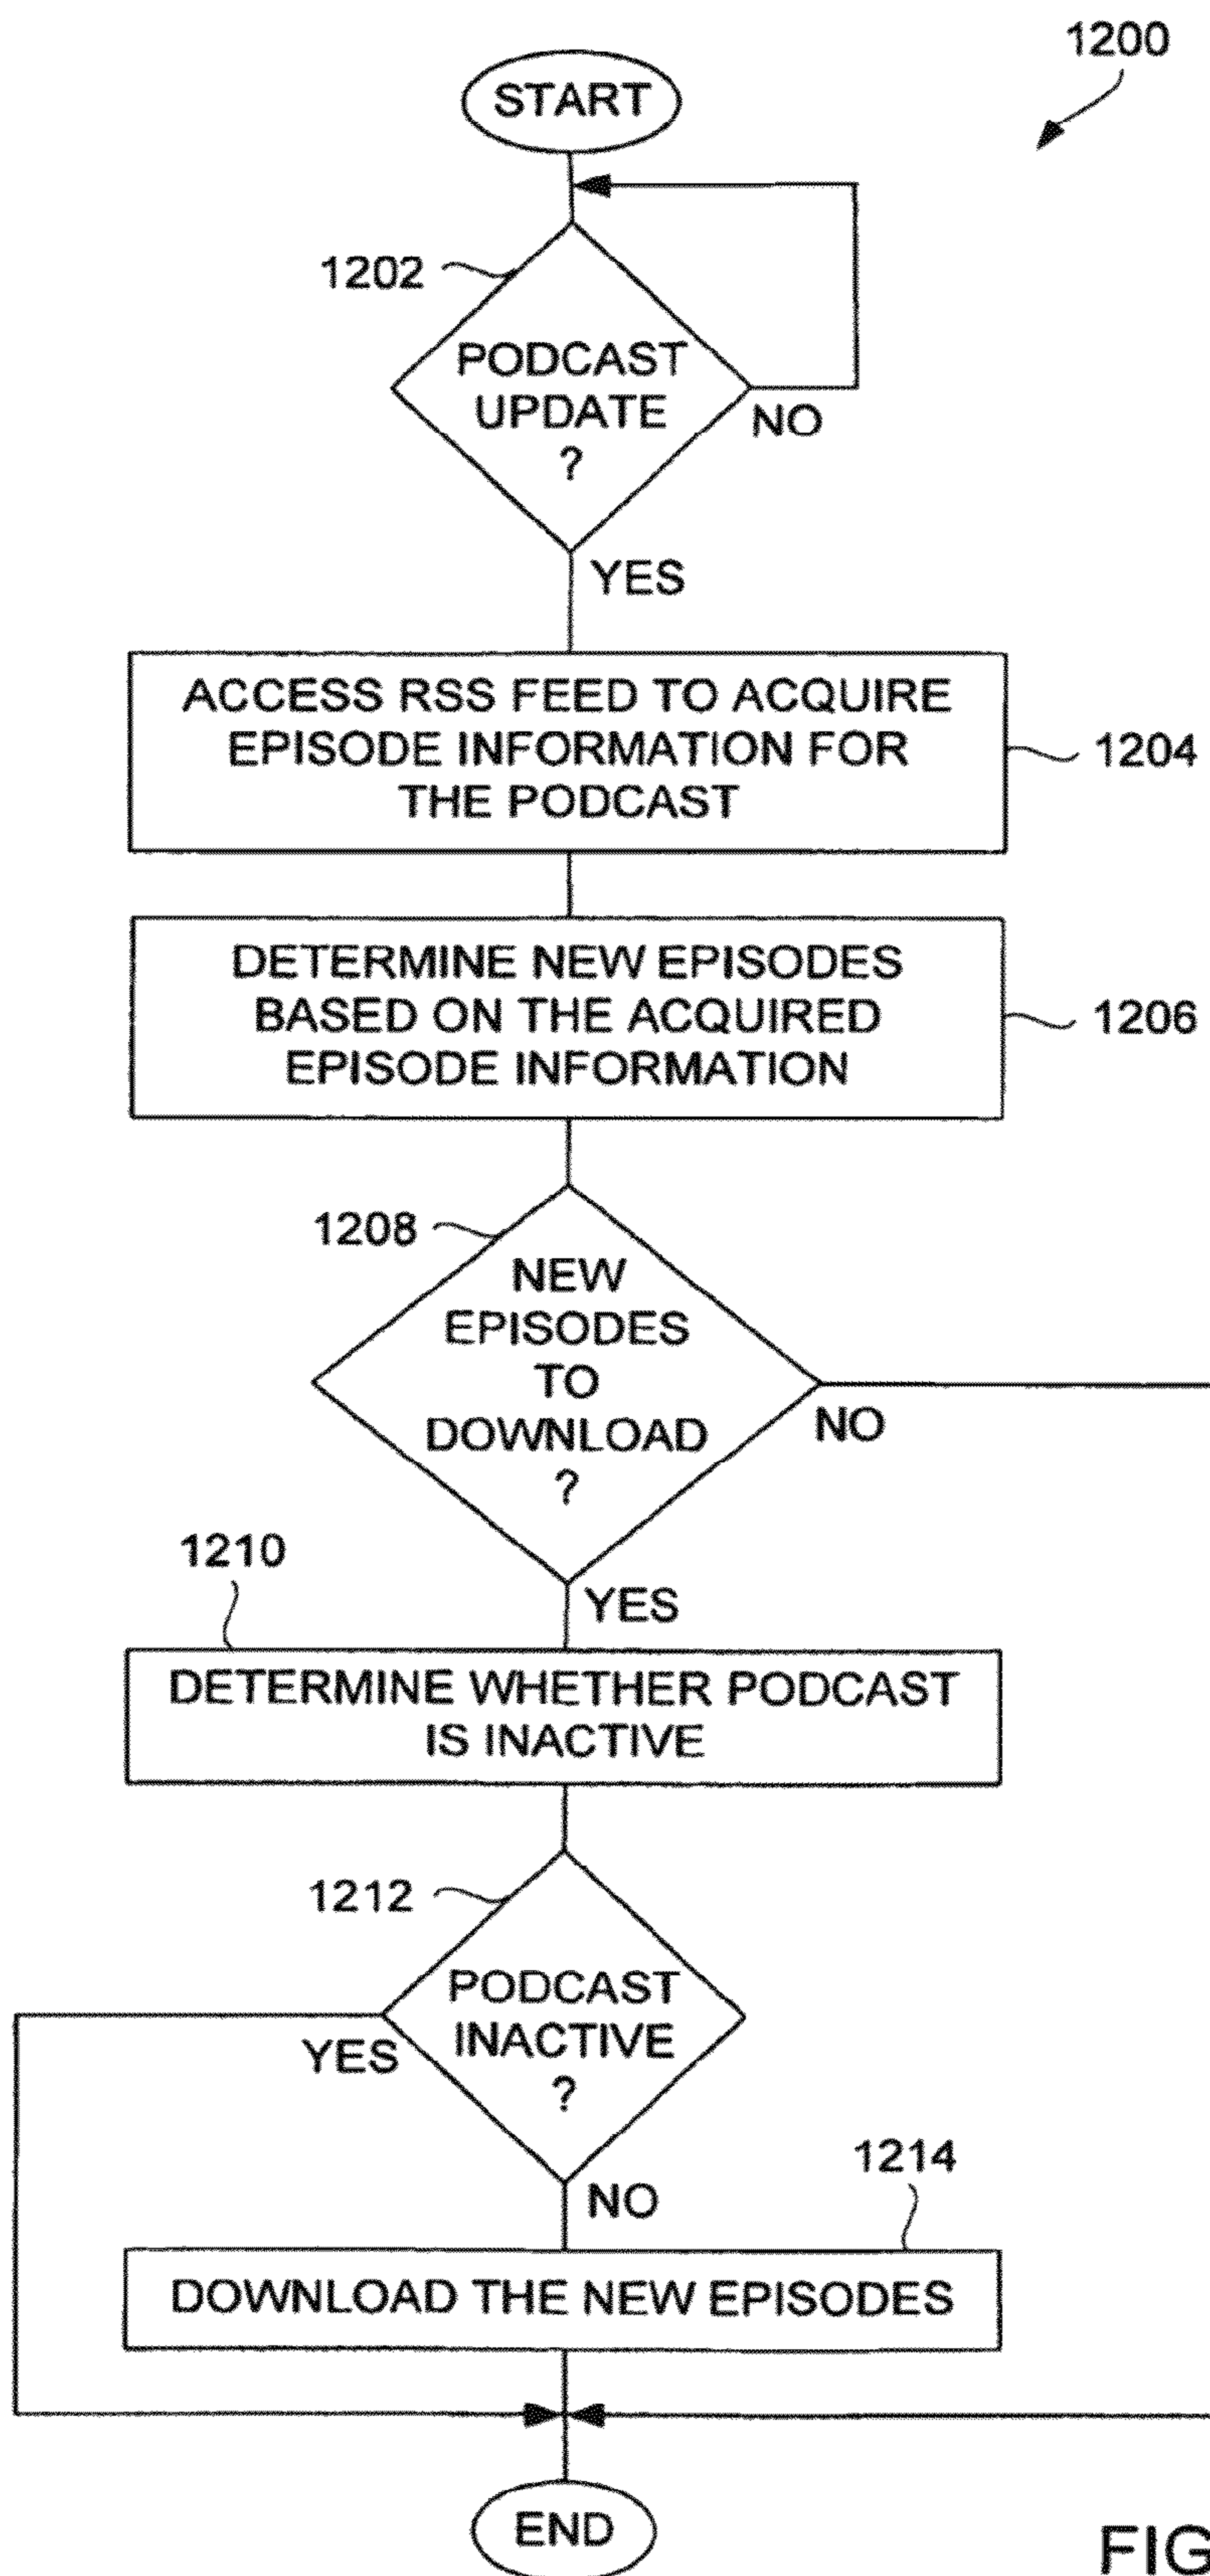 1200
START
1202
PODCAST
UPDATE
?
NO
YES
ACCESS RSS FEED TO ACQUIRE
EPISODE INFORMATION FOR
THE PODCAST
1204
DETERMINE NEW EPISODES
BASED ON THE ACQUIRED
EPISODE INFORMATION
1206
1208
NEW
EPISODES
TO
DOWNLOAD
?
NO
YES
1210
DETERMINE WHETHER PODCAST
IS INACTIVE
1212
PODCAST
INACTIVE
?
YES
NO
1214
DOWNLOAD THE NEW EPISODES
END
FIG